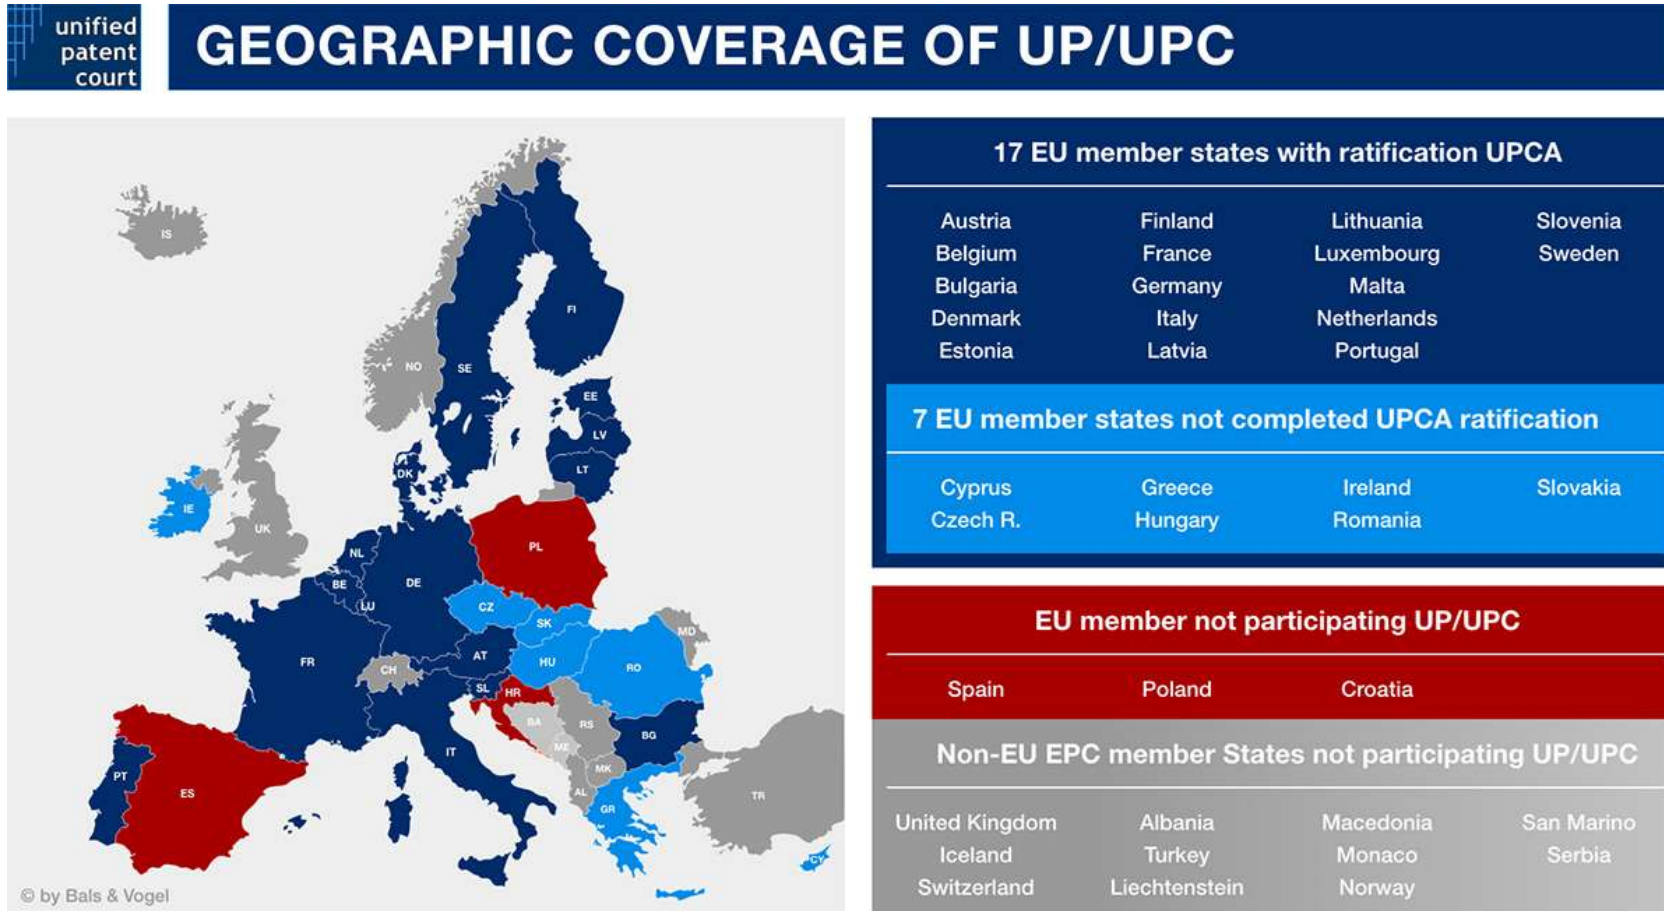 unified
patent
court
GEOGRAPHIC COVERAGE OF UP/UPC
IS
FI
NO
SE
EE
LV
LT
DK
IE
UK
NL
PL
BE
DE
LU
CZ
SK
MD
FR
AT
HU
RO
CH
SL
HR
BA
RS
BG
IT
ME
MK
PT
ES
AL
TR
GR
CY
© by Bals & Vogel
17 EU member states with ratification UPCA
Austria Finland Lithuania Slovenia
Belgium France Luxembourg Sweden
Bulgaria Germany Malta
Denmark Italy Netherlands
Estonia Latvia Portugal
7 EU member states not completed UPCA ratification
Cyprus Greece Ireland Slovakia
Czech R. Hungary Romania
EU member not participating UP/UPC
Spain Poland Croatia
Non-EU EPC member States not participating UP/UPC
United Kingdom Albania Macedonia San Marino
Iceland Turkey Monaco Serbia
Switzerland Liechtenstein Norway